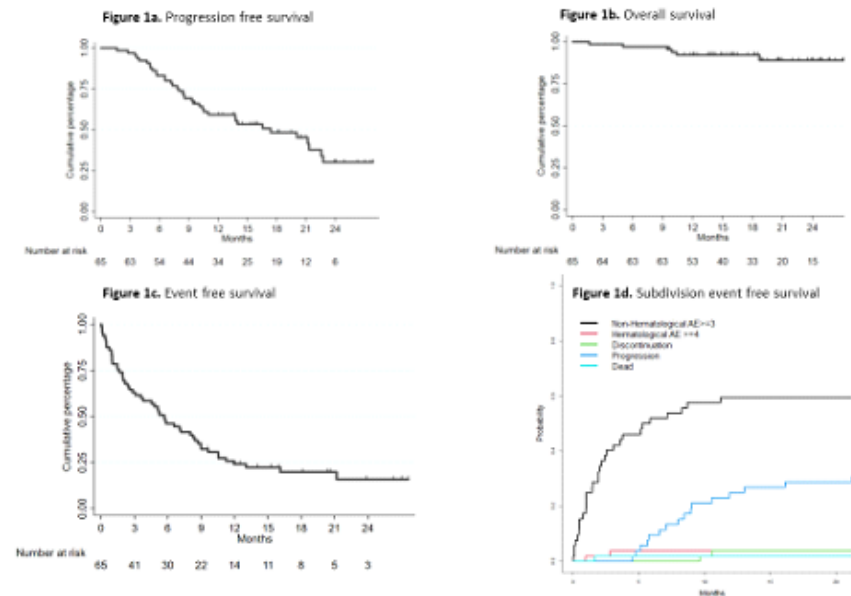 Figure 1a. Progression free survival
Cumulative percentage
1.00
0.75
0.50
0.25
0.00
0 3 6 9 12 15 18 21 24
Months
Number at risk
65 63 54 44 34 25 19 12 6
Figure 1b. Overall survival
Cumulative percentage
1.00
0.75
0.50
0.25
0.00
0 3 6 9 12 15 18 21 24
Months
Number at risk
65 64 63 63 53 40 33 20 15
Figure 1c. Event free survival
Cumulative percentage
1.00
0.75
0.50
0.25
0.00
0 3 6 9 12 15 18 21 24
Months
Number at risk
65 41 30 22 14 11 8 5 3
Figure 1d. Subdivision event free survival
Non-Hematological AE>=3
Hematological AE >=4
Discontinuation
Progression
Dead
Probability
Months